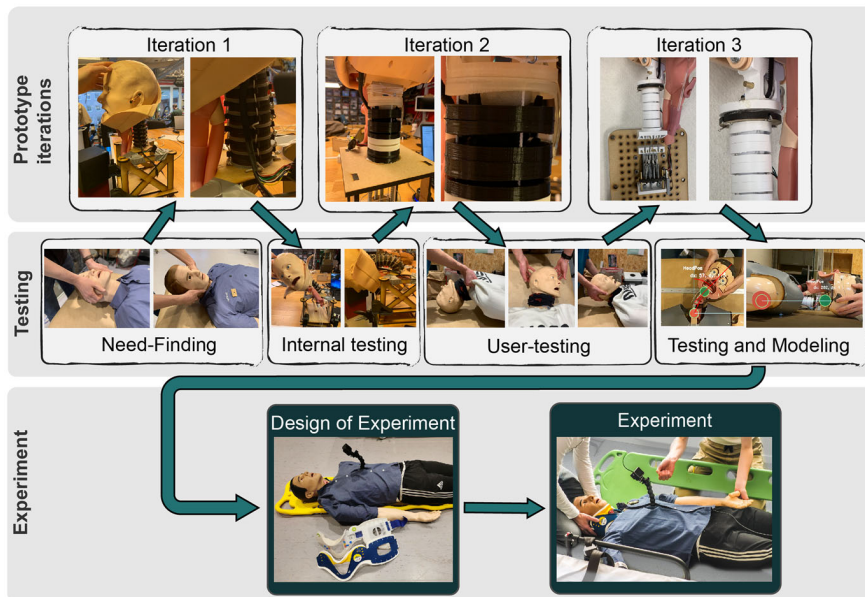 Prototype
iterations
Iteration 1
Iteration 2
Iteration 3
Testing
Need-Finding
Internal testing
User-testing
Testing and Modeling
Experiment
Design of Experiment
Experiment